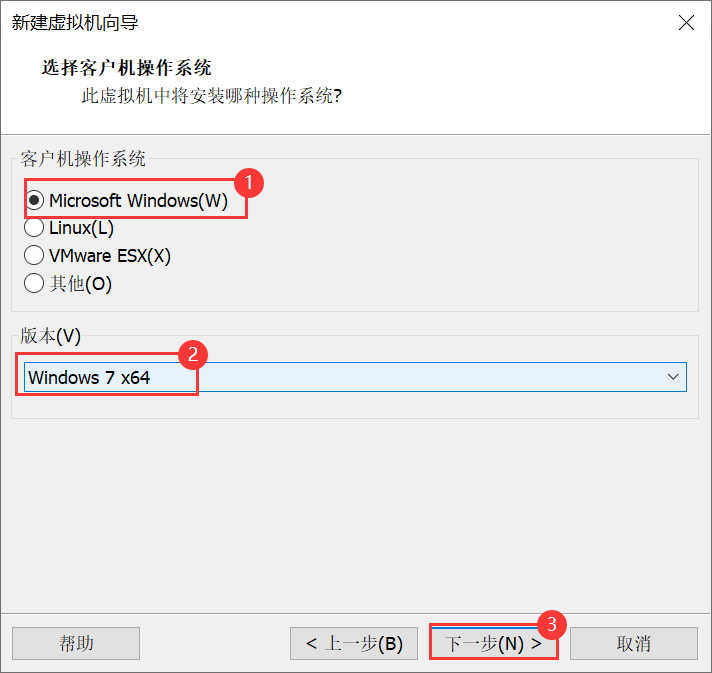 新建虚拟机向导
选择客户机操作系统
此虚拟机中将安装哪种操作系统?
客户机操作系统
1
Microsoft Windows(W)
Linux(L)
VMware ESX(X)
其他(O)
版本(V)
2
Windows 7 x64
3
帮助
< 上一步(B)
下一步(N) >
取消